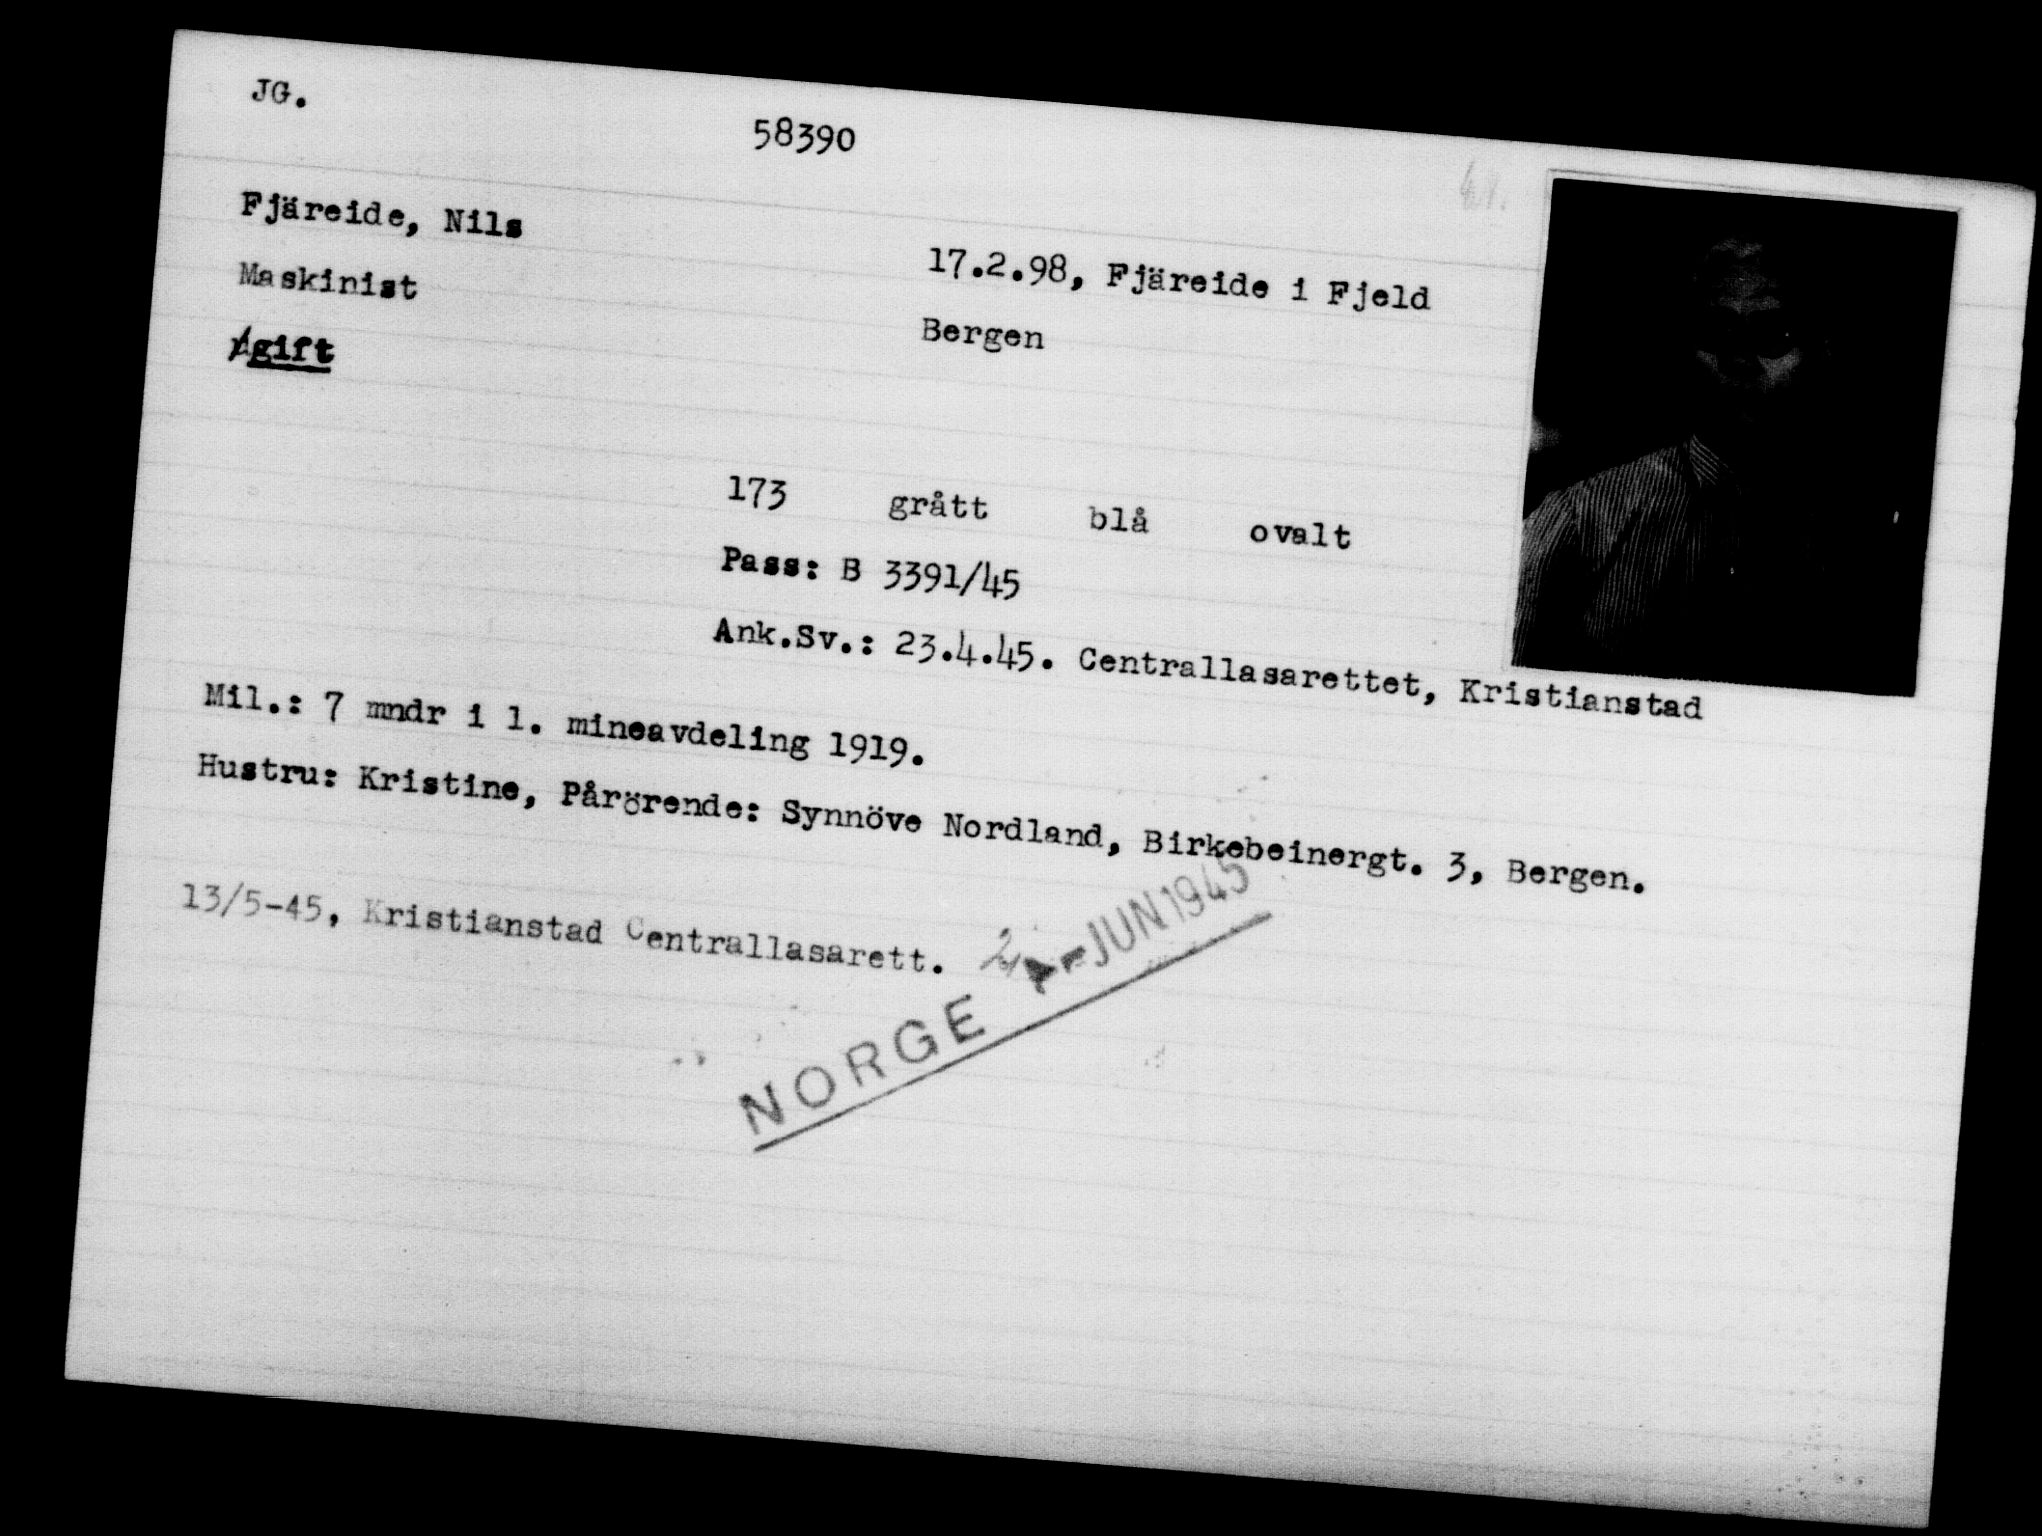 JG.
58390
Fjäreide, Nils
17.2.98, Fjäreide i Fjeld
Maskinist
Bergen
gift
173 grått blå ovalt
Pass: B 3391/45
Ank.Sv.: 23.4.45. Centrallasarettet, Kristianstad
Mil.: 7 mndr i 1. mineavdeling 1919.
Hustru: Kristine, Pårörende: Synnöve Nordland, Birkebeinergt. 3, Bergen.
13/5-45, Kristianstad Centrallasarett.
NORGE - JUN 1945